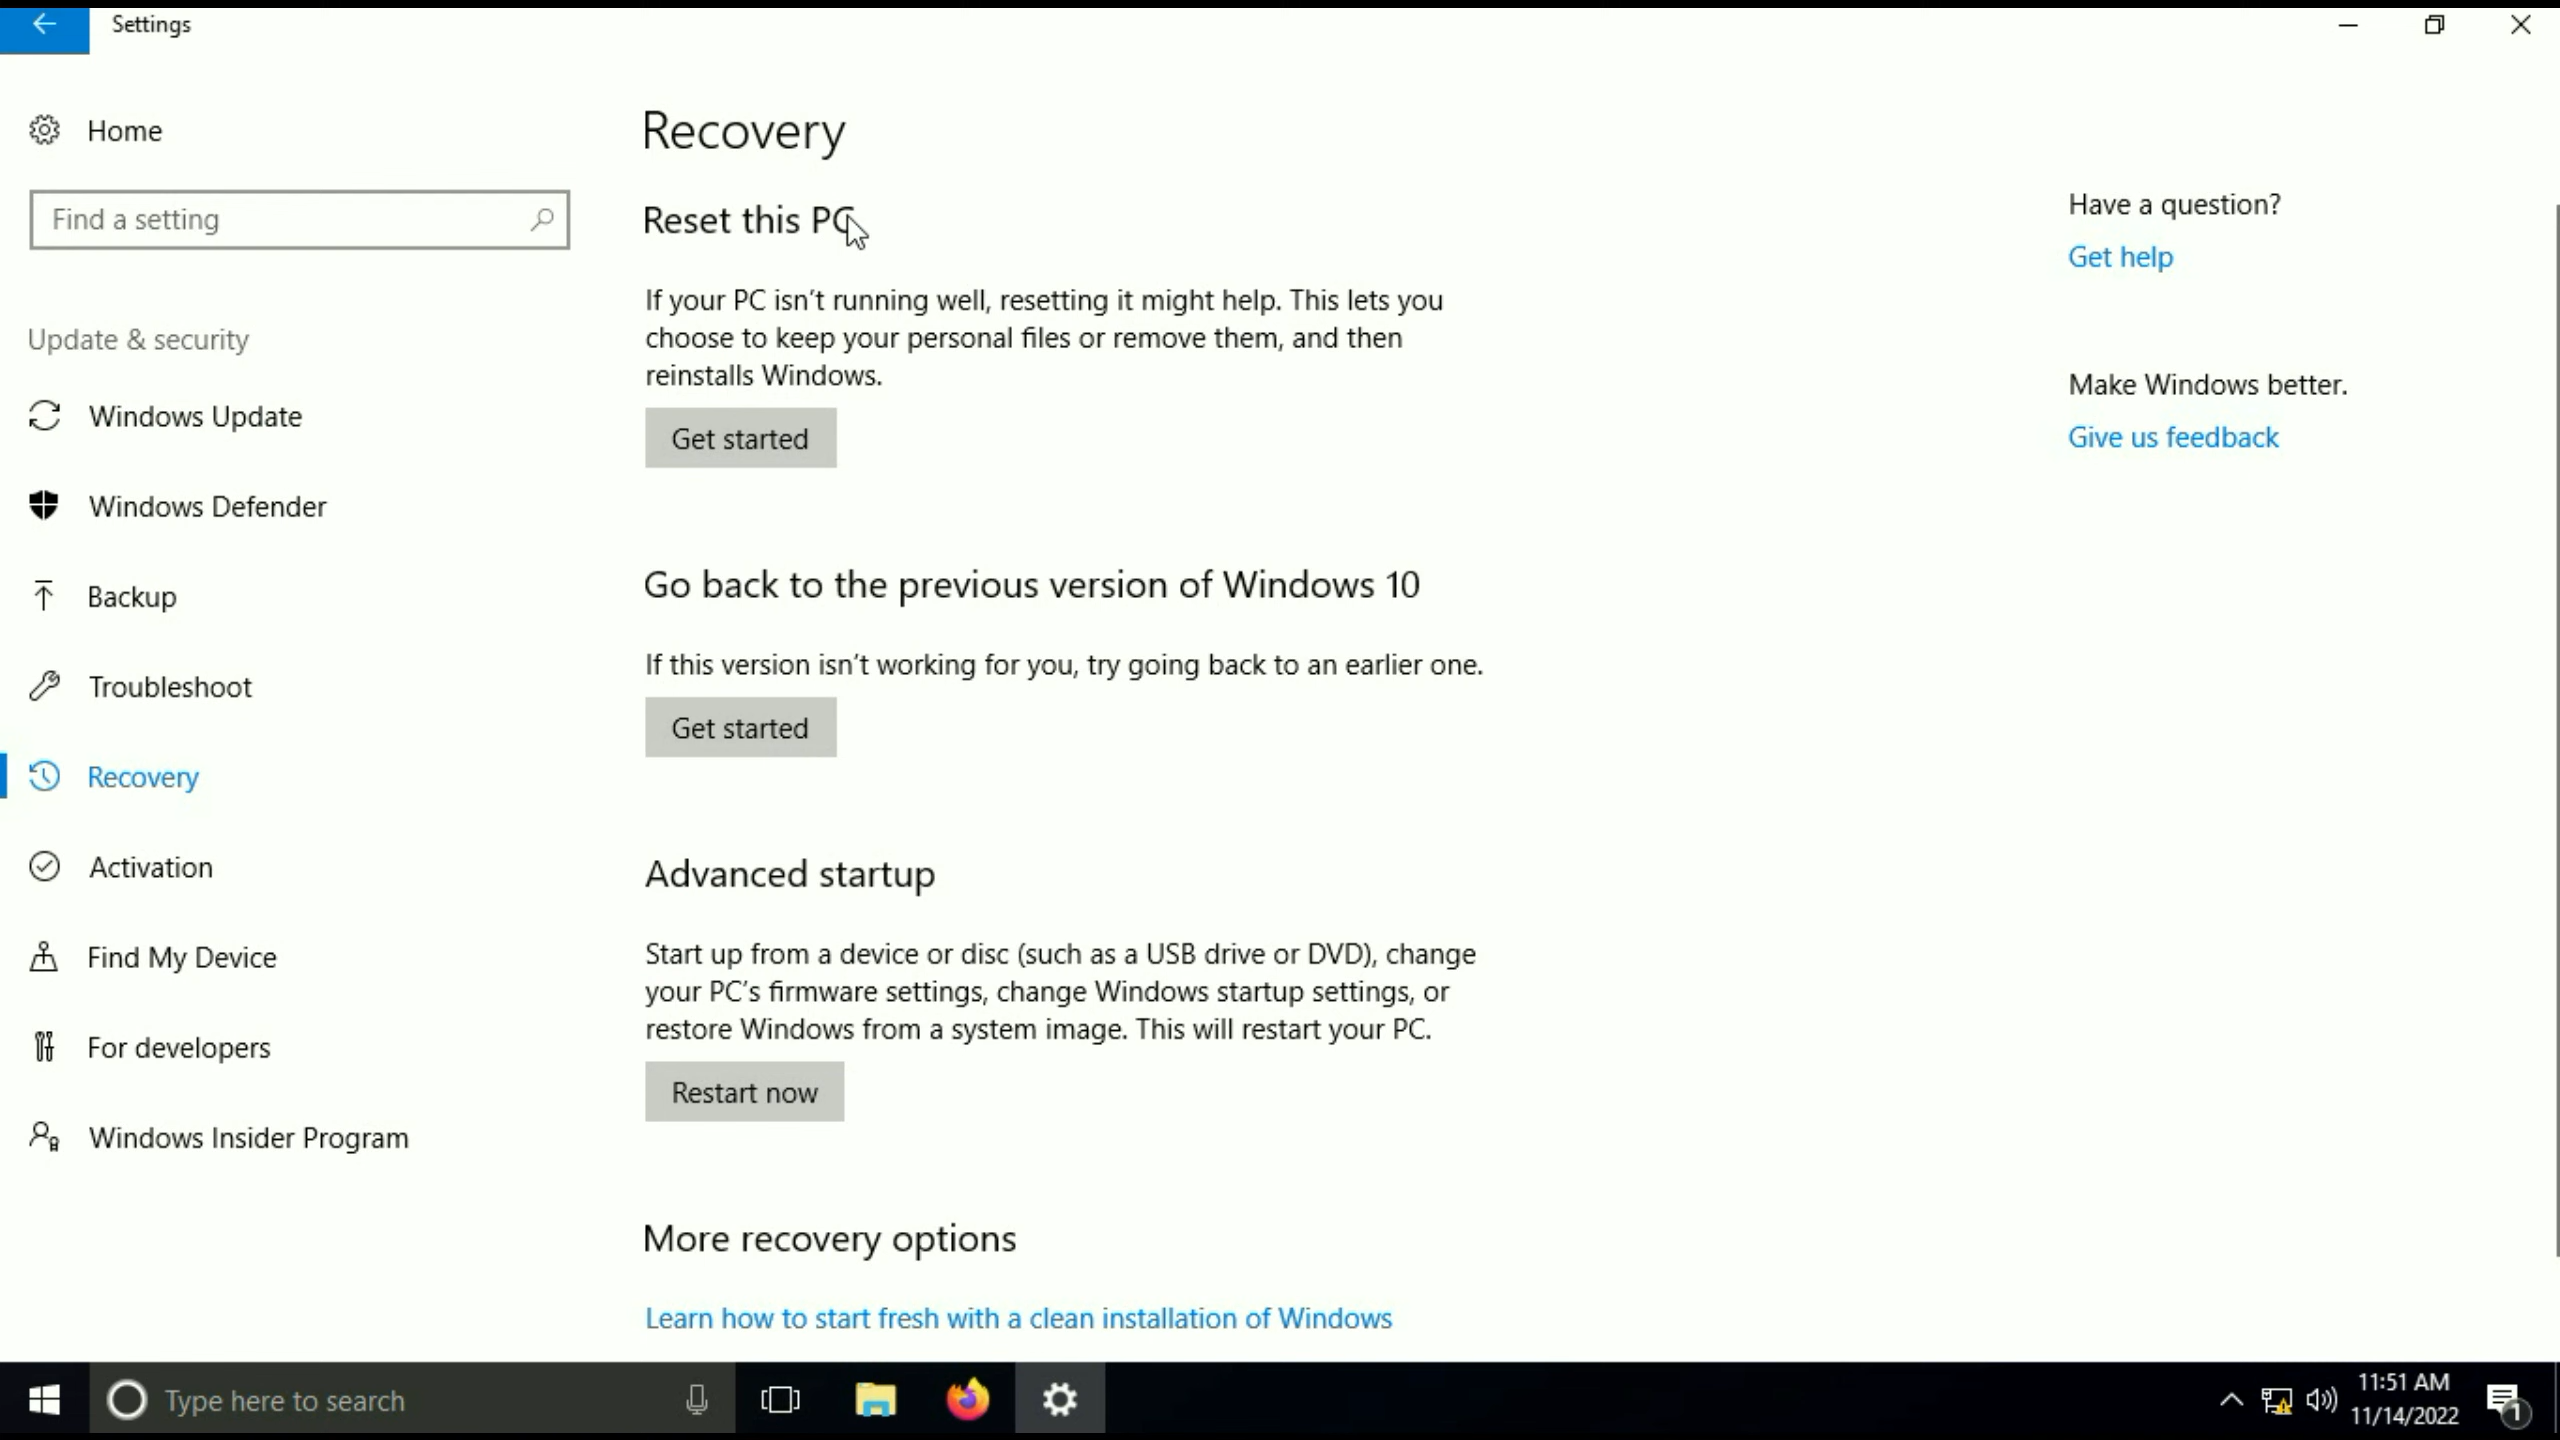 Settings
Home
Find a setting
Update & security
Windows Update
Windows Defender
Backup
Troubleshoot
Recovery
Activation
Find My Device
For developers
Windows Insider Program
Recovery
Reset this PC
If your PC isn't running well, resetting it might help. This lets you
choose to keep your personal files or remove them, and then
reinstalls Windows.
Get started
Go back to the previous version of Windows 10
If this version isn't working for you, try going back to an earlier one.
Get started
Advanced startup
Start up from a device or disc (such as a USB drive or DVD), change
your PC's firmware settings, change Windows startup settings, or
restore Windows from a system image. This will restart your PC.
Restart now
More recovery options
Learn how to start fresh with a clean installation of Windows
Have a question?
Get help
Make Windows better.
Give us feedback
Type here to search
11:51 AM
11/14/2022
1